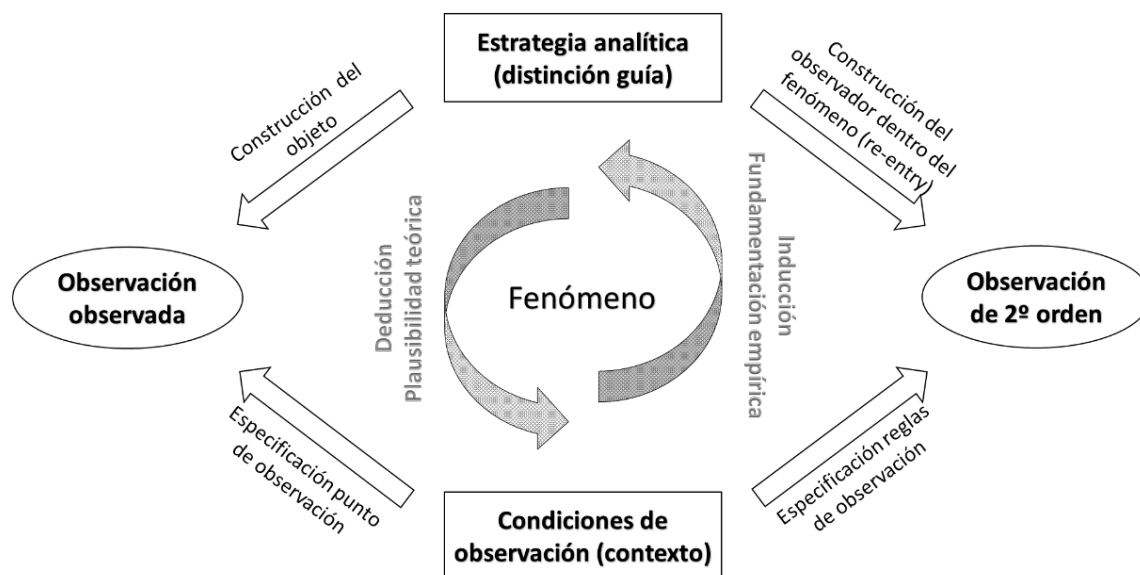 Estrategia analítica
(distinción guía)
Construcción del
objeto
Construcción del
observador dentro del
fenómeno (re-entry)
Observación
observada
Deducción
Plausibilidad teórica
Fenómeno
Inducción
Fundamentación empírica
Observación
de 2º orden
Especificación punto
de observación
Condiciones de
observación (contexto)
Especificación reglas
de observación